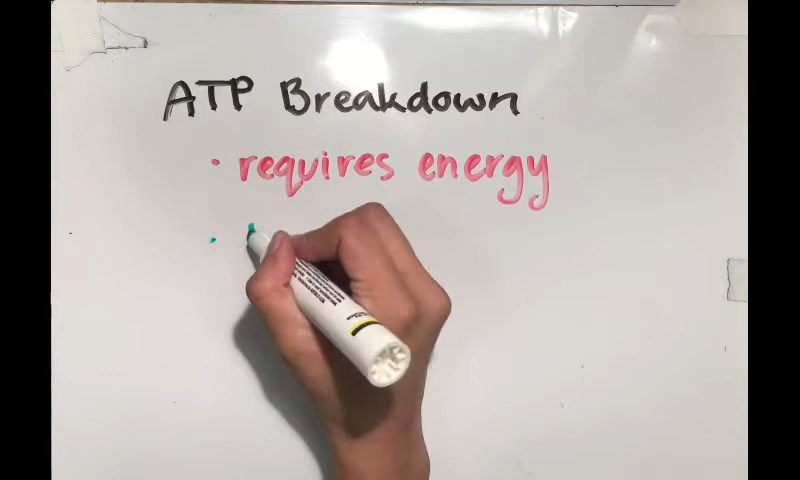 ATP Breakdown
· requires energy
·